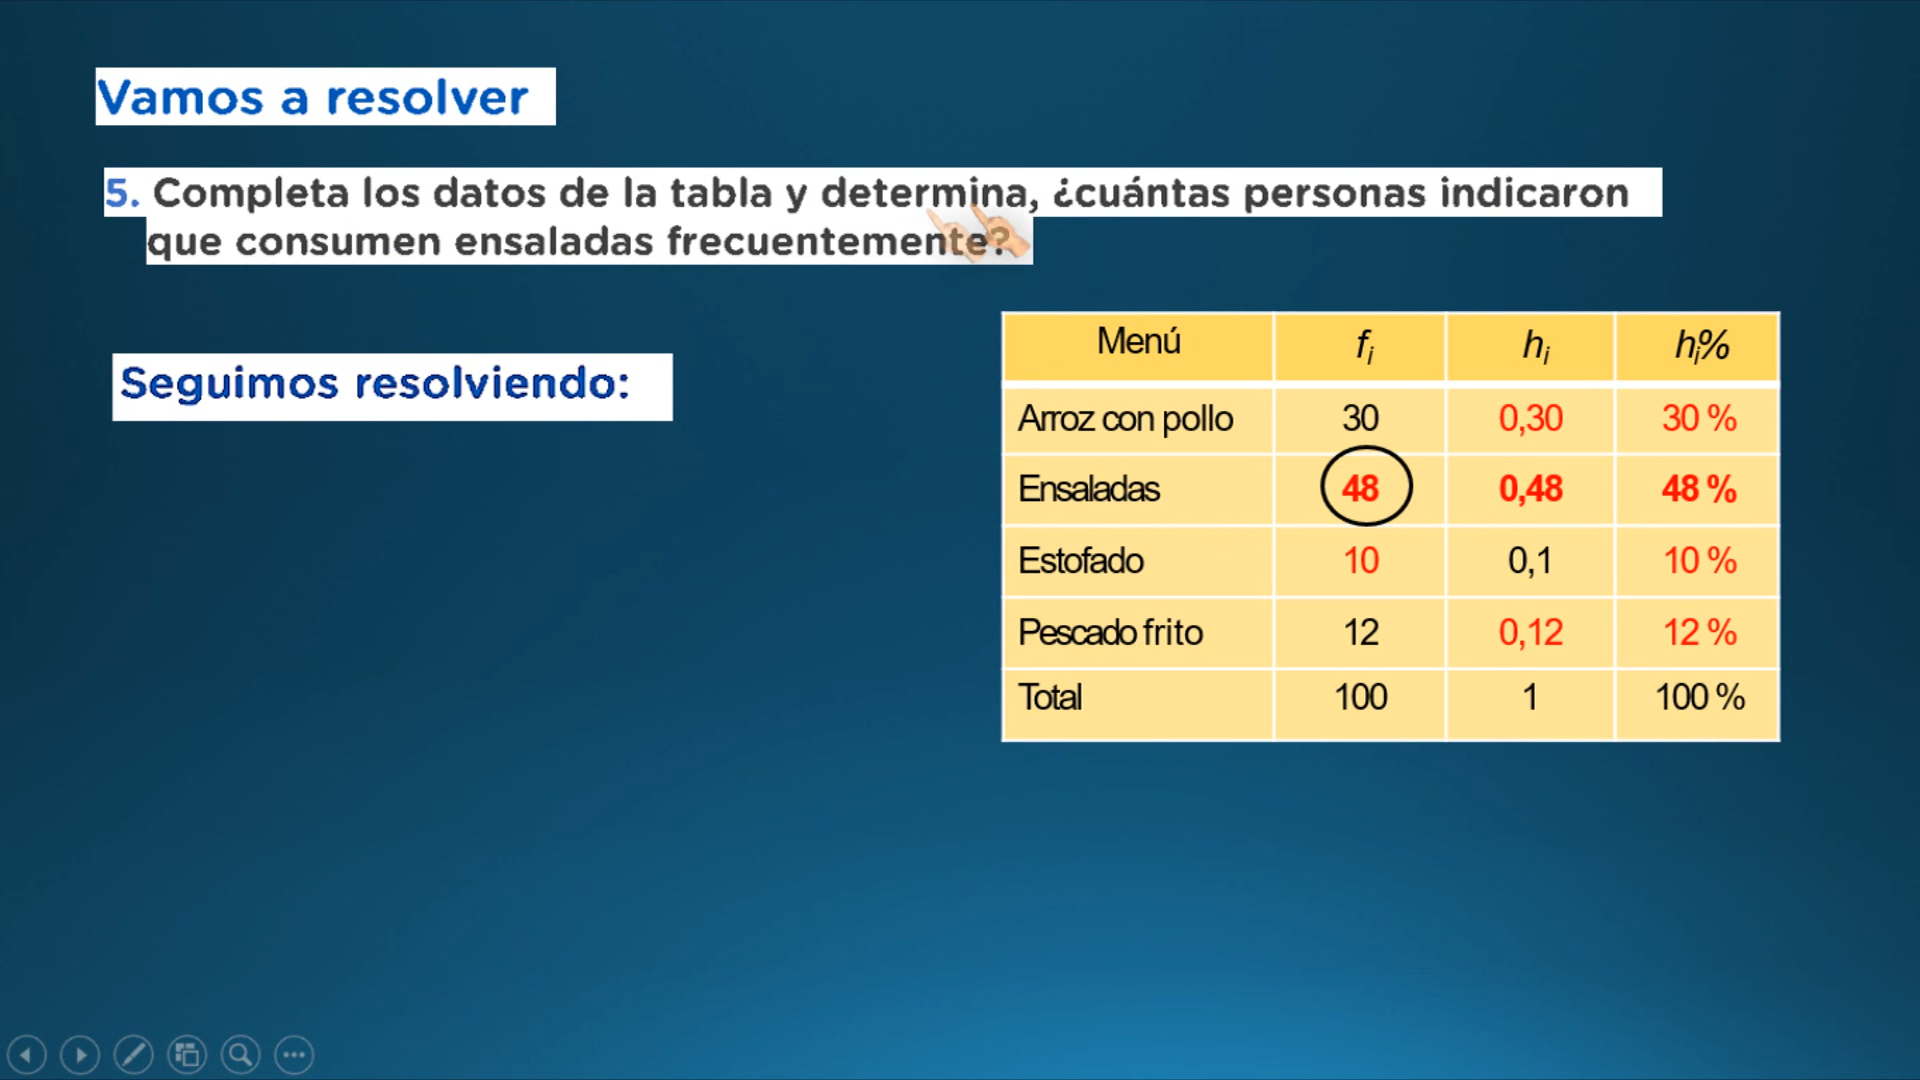 Vamos a resolver
5. Completa los datos de la tabla y determina, ¿cuántas personas indicaron
que consumen ensaladas frecuentemente?
Seguimos resolviendo:
Menú fi hi hi%
Arroz con pollo 30 0,30 30 %
Ensaladas 48 0,48 48 %
Estofado 10 0,1 10 %
Pescado frito 12 0,12 12 %
Total 100 1 100 %